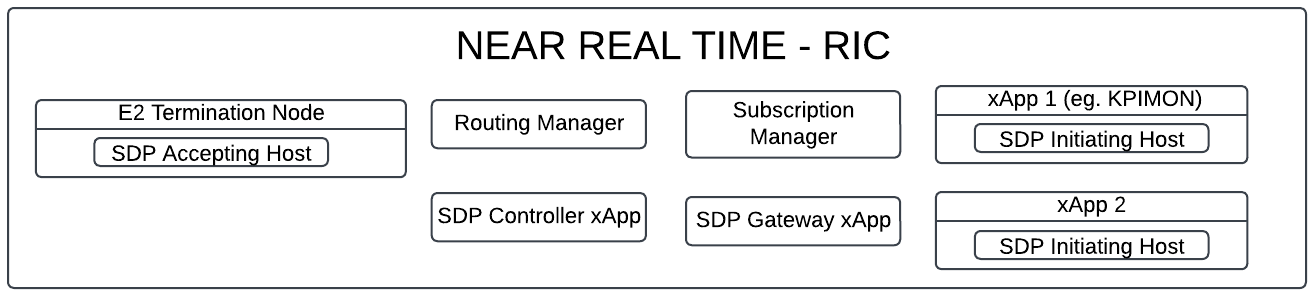 NEAR REAL TIME - RIC
E2 Termination Node
SDP Accepting Host
Routing Manager
Subscription
Manager
xApp 1 (eg. KPIMON)
SDP Initiating Host
SDP Controller xApp
SDP Gateway xApp
xApp 2
SDP Initiating Host